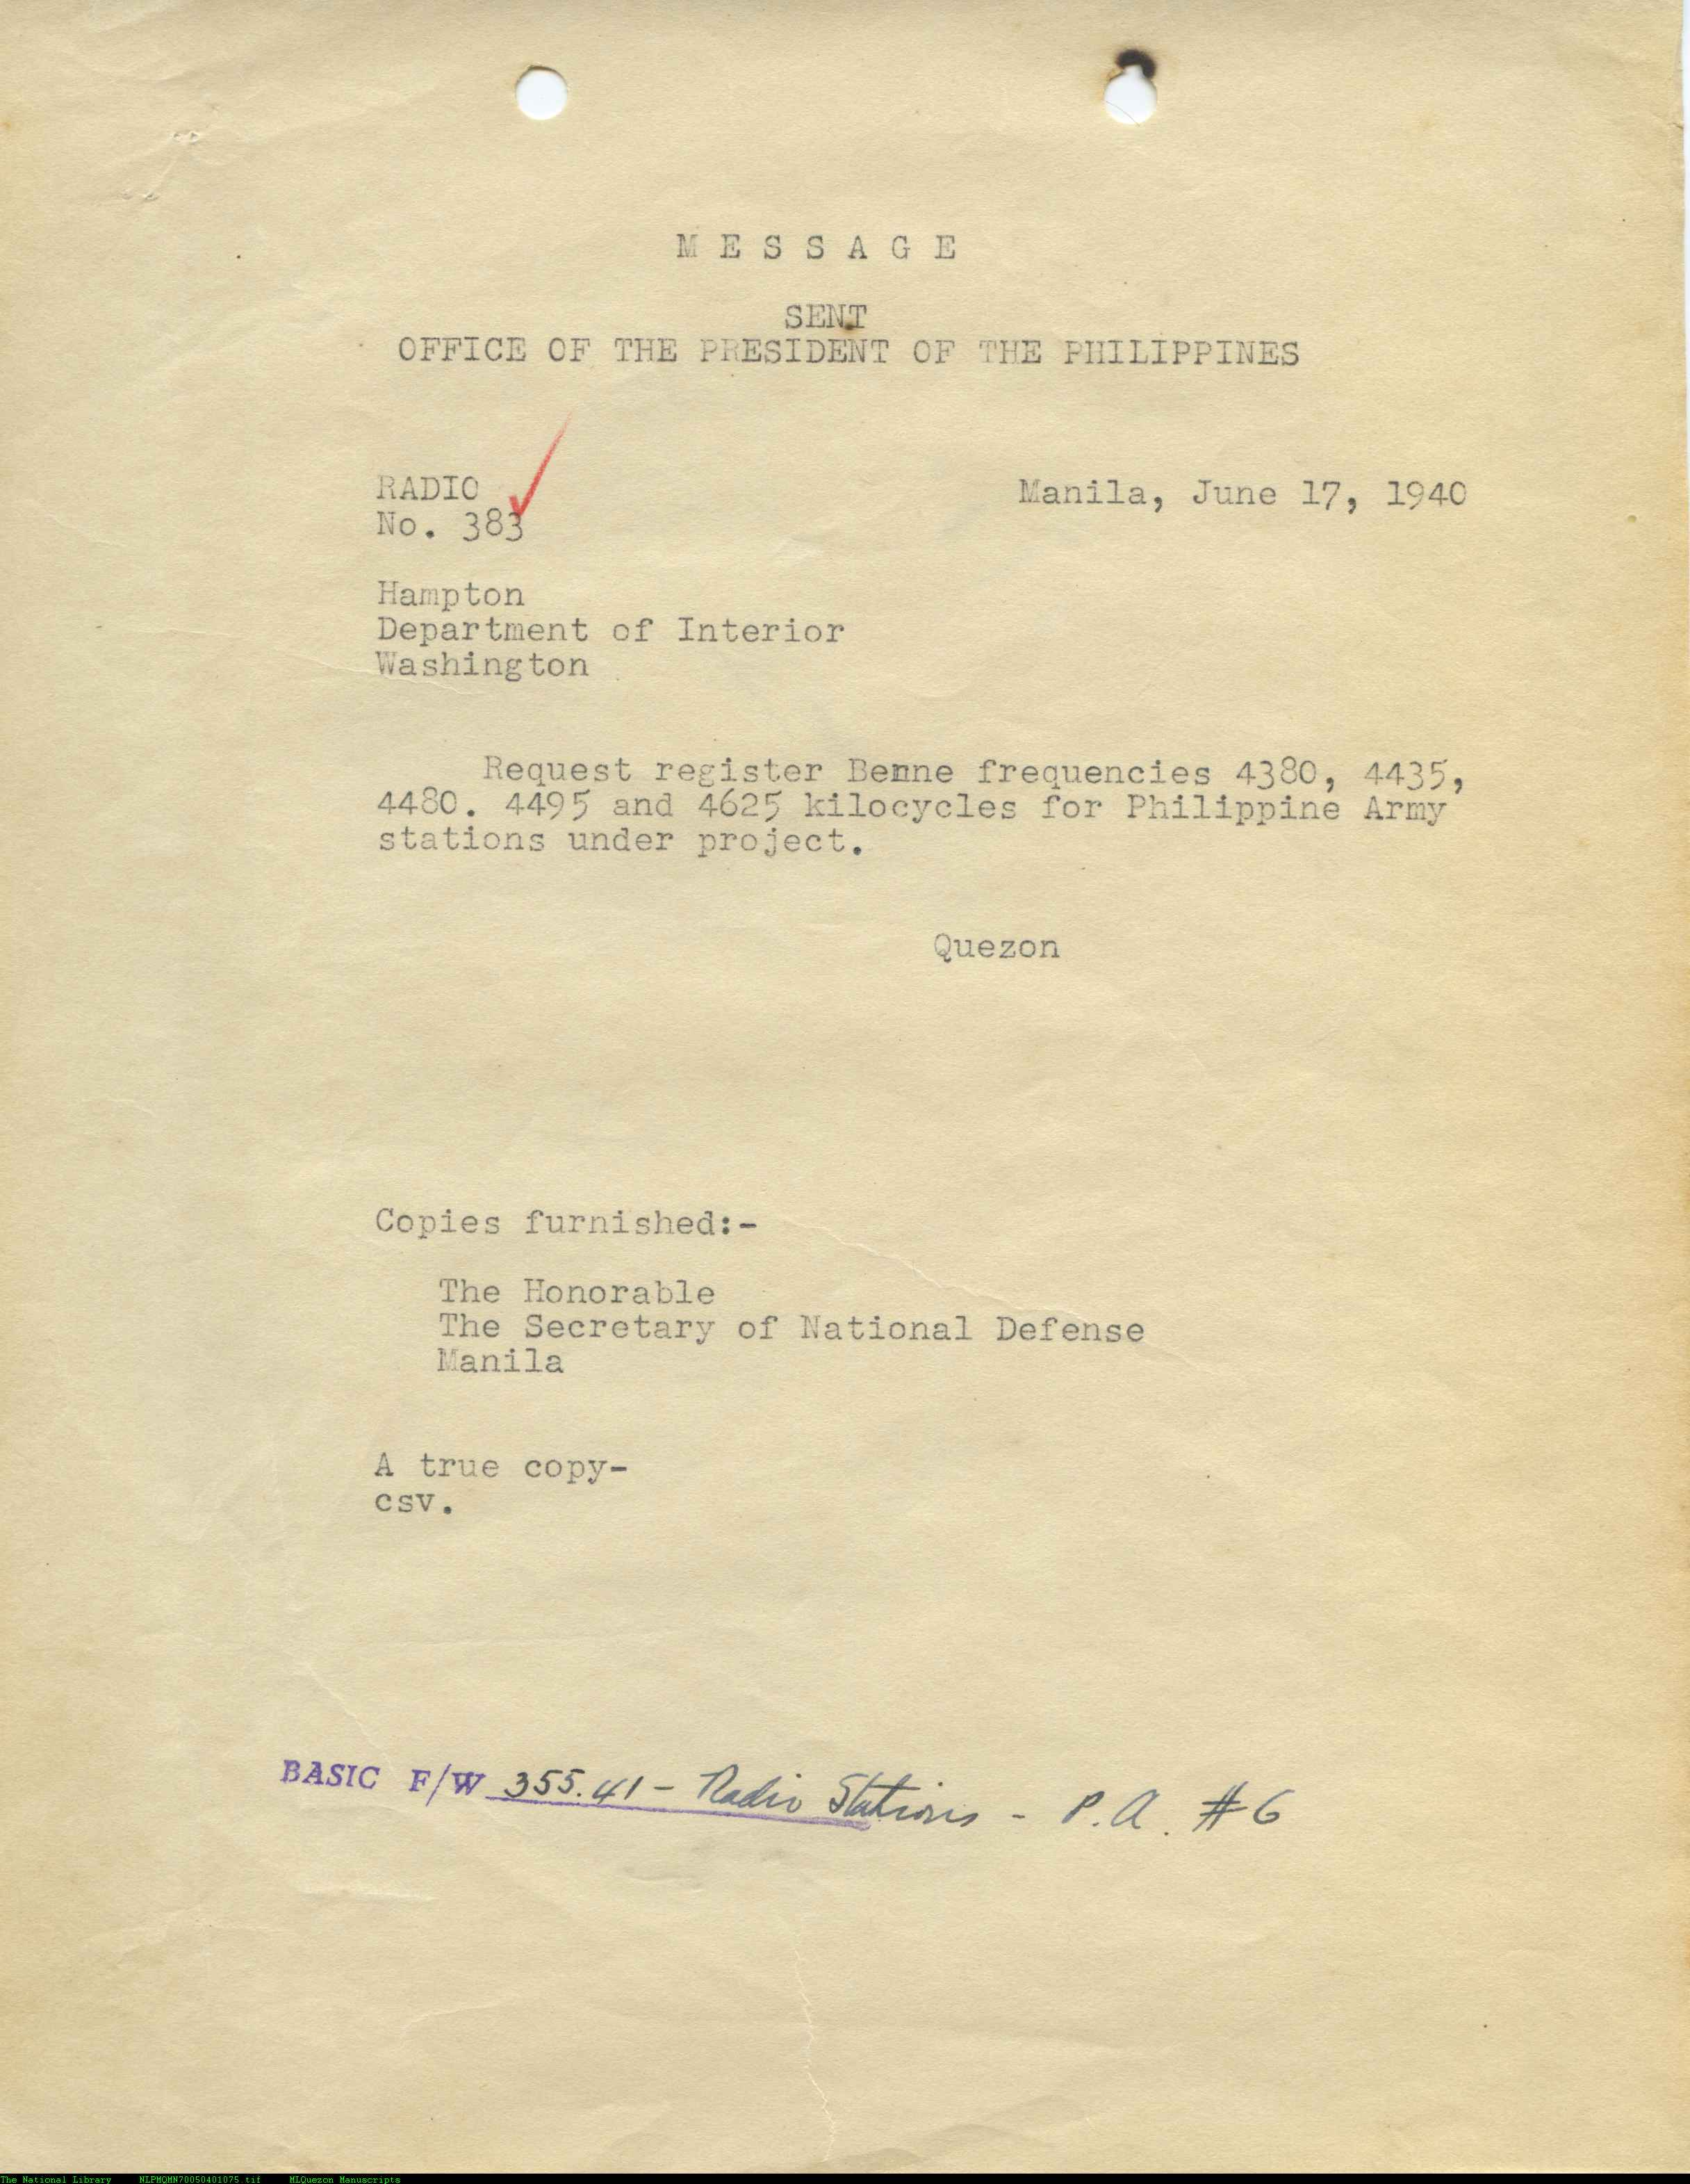 M E S S A G E
SENT
OFFICE OF THE PRESIDENT OF THE PHILIPPINES
RADIO
No. 383
Manila, June 17, 1940
Hampton
Department of Interior
Washington
Request register Benne frequencies 4380, 4435,
4480. 4495 and 4625 kilocycles for Philippine Army
stations under project.
Quezon
Copies furnished:-
The Honorable
The Secretary of National Defense
Manila
A true copy-
csv.
BASIC F/W 355.41 - Radio Stations - P.A. #6
The National Library NLPMQMN70050401075.tif MLQuezon Manuscripts